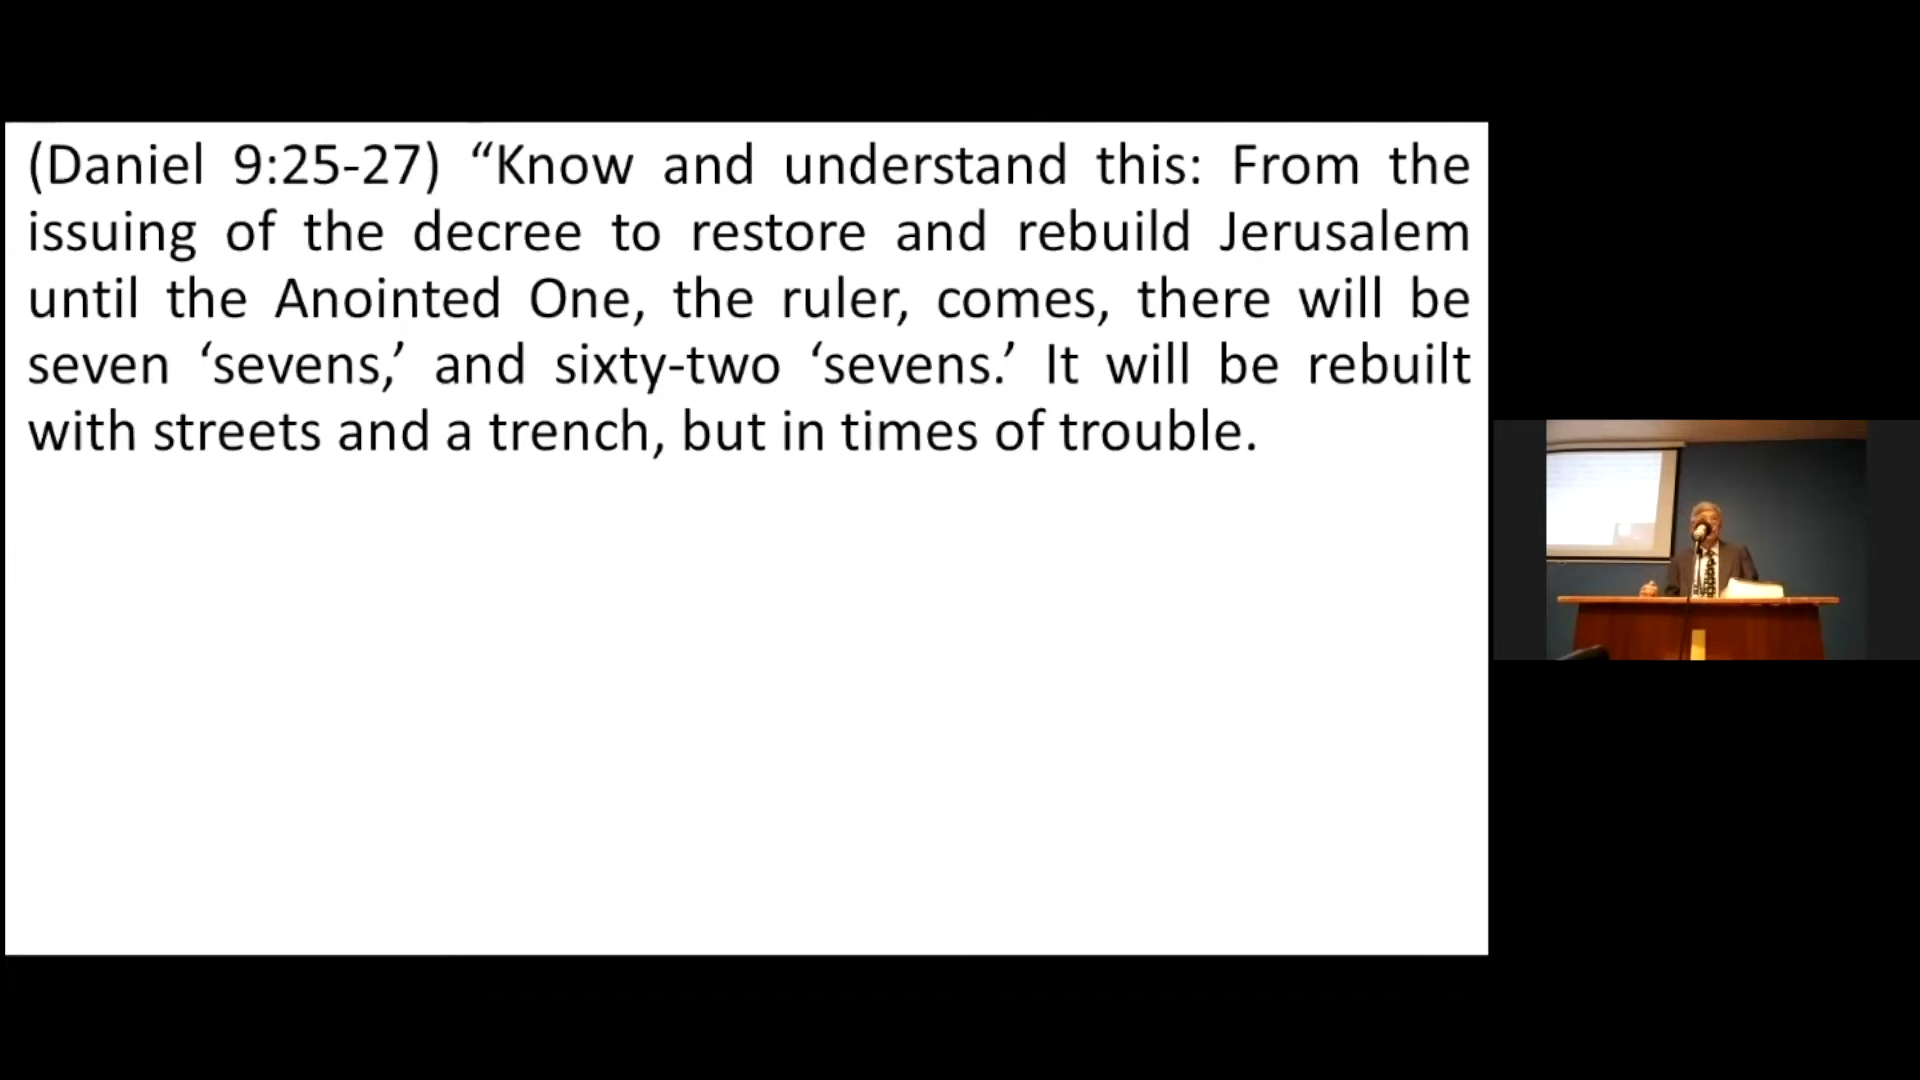 (Daniel 9:25-27) “Know and understand this: From the
issuing of the decree to restore and rebuild Jerusalem
until the Anointed One, the ruler, comes, there will be
seven ‘sevens,’ and sixty-two ‘sevens.’ It will be rebuilt
with streets and a trench, but in times of trouble.